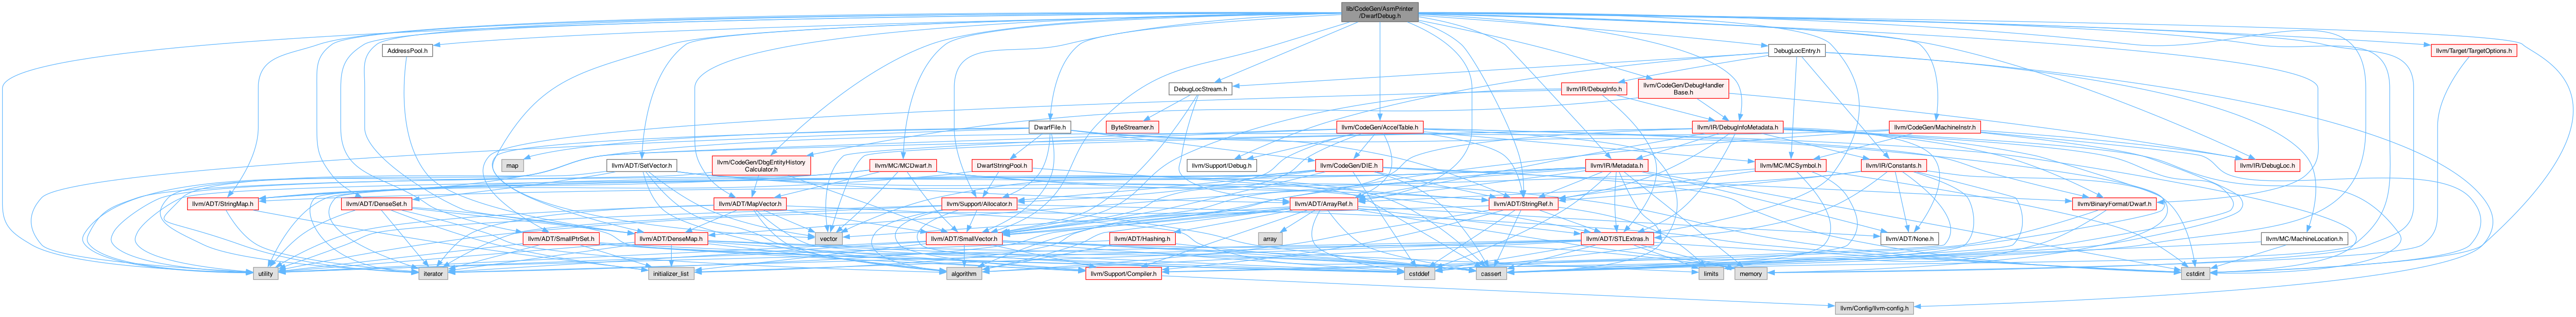 lib/CodeGen/AsmPrinter
/DwarfDebug.h
AddressPool.h
DebugLocEntry.h
llvm/Target/TargetOptions.h
DebugLocStream.h
llvm/IR/DebugInfo.h
llvm/CodeGen/DebugHandler
Base.h
DwarfFile.h
ByteStreamer.h
llvm/CodeGen/AccelTable.h
llvm/IR/DebugInfoMetadata.h
llvm/CodeGen/MachineInstr.h
map
llvm/ADT/SetVector.h
llvm/CodeGen/DbgEntityHistory
Calculator.h
llvm/MC/MCDwarf.h
DwarfStringPool.h
llvm/Support/Debug.h
llvm/CodeGen/DIE.h
llvm/IR/Metadata.h
llvm/MC/MCSymbol.h
llvm/IR/Constants.h
llvm/IR/DebugLoc.h
llvm/ADT/StringMap.h
llvm/ADT/DenseSet.h
llvm/ADT/MapVector.h
llvm/Support/Allocator.h
llvm/ADT/ArrayRef.h
llvm/ADT/StringRef.h
llvm/BinaryFormat/Dwarf.h
llvm/ADT/SmallPtrSet.h
llvm/ADT/DenseMap.h
vector
llvm/ADT/SmallVector.h
llvm/ADT/Hashing.h
array
llvm/ADT/STLExtras.h
llvm/ADT/None.h
llvm/MC/MachineLocation.h
utility
iterator
initializer_list
algorithm
llvm/Support/Compiler.h
cstddef
cassert
limits
memory
cstdint
llvm/Config/llvm-config.h